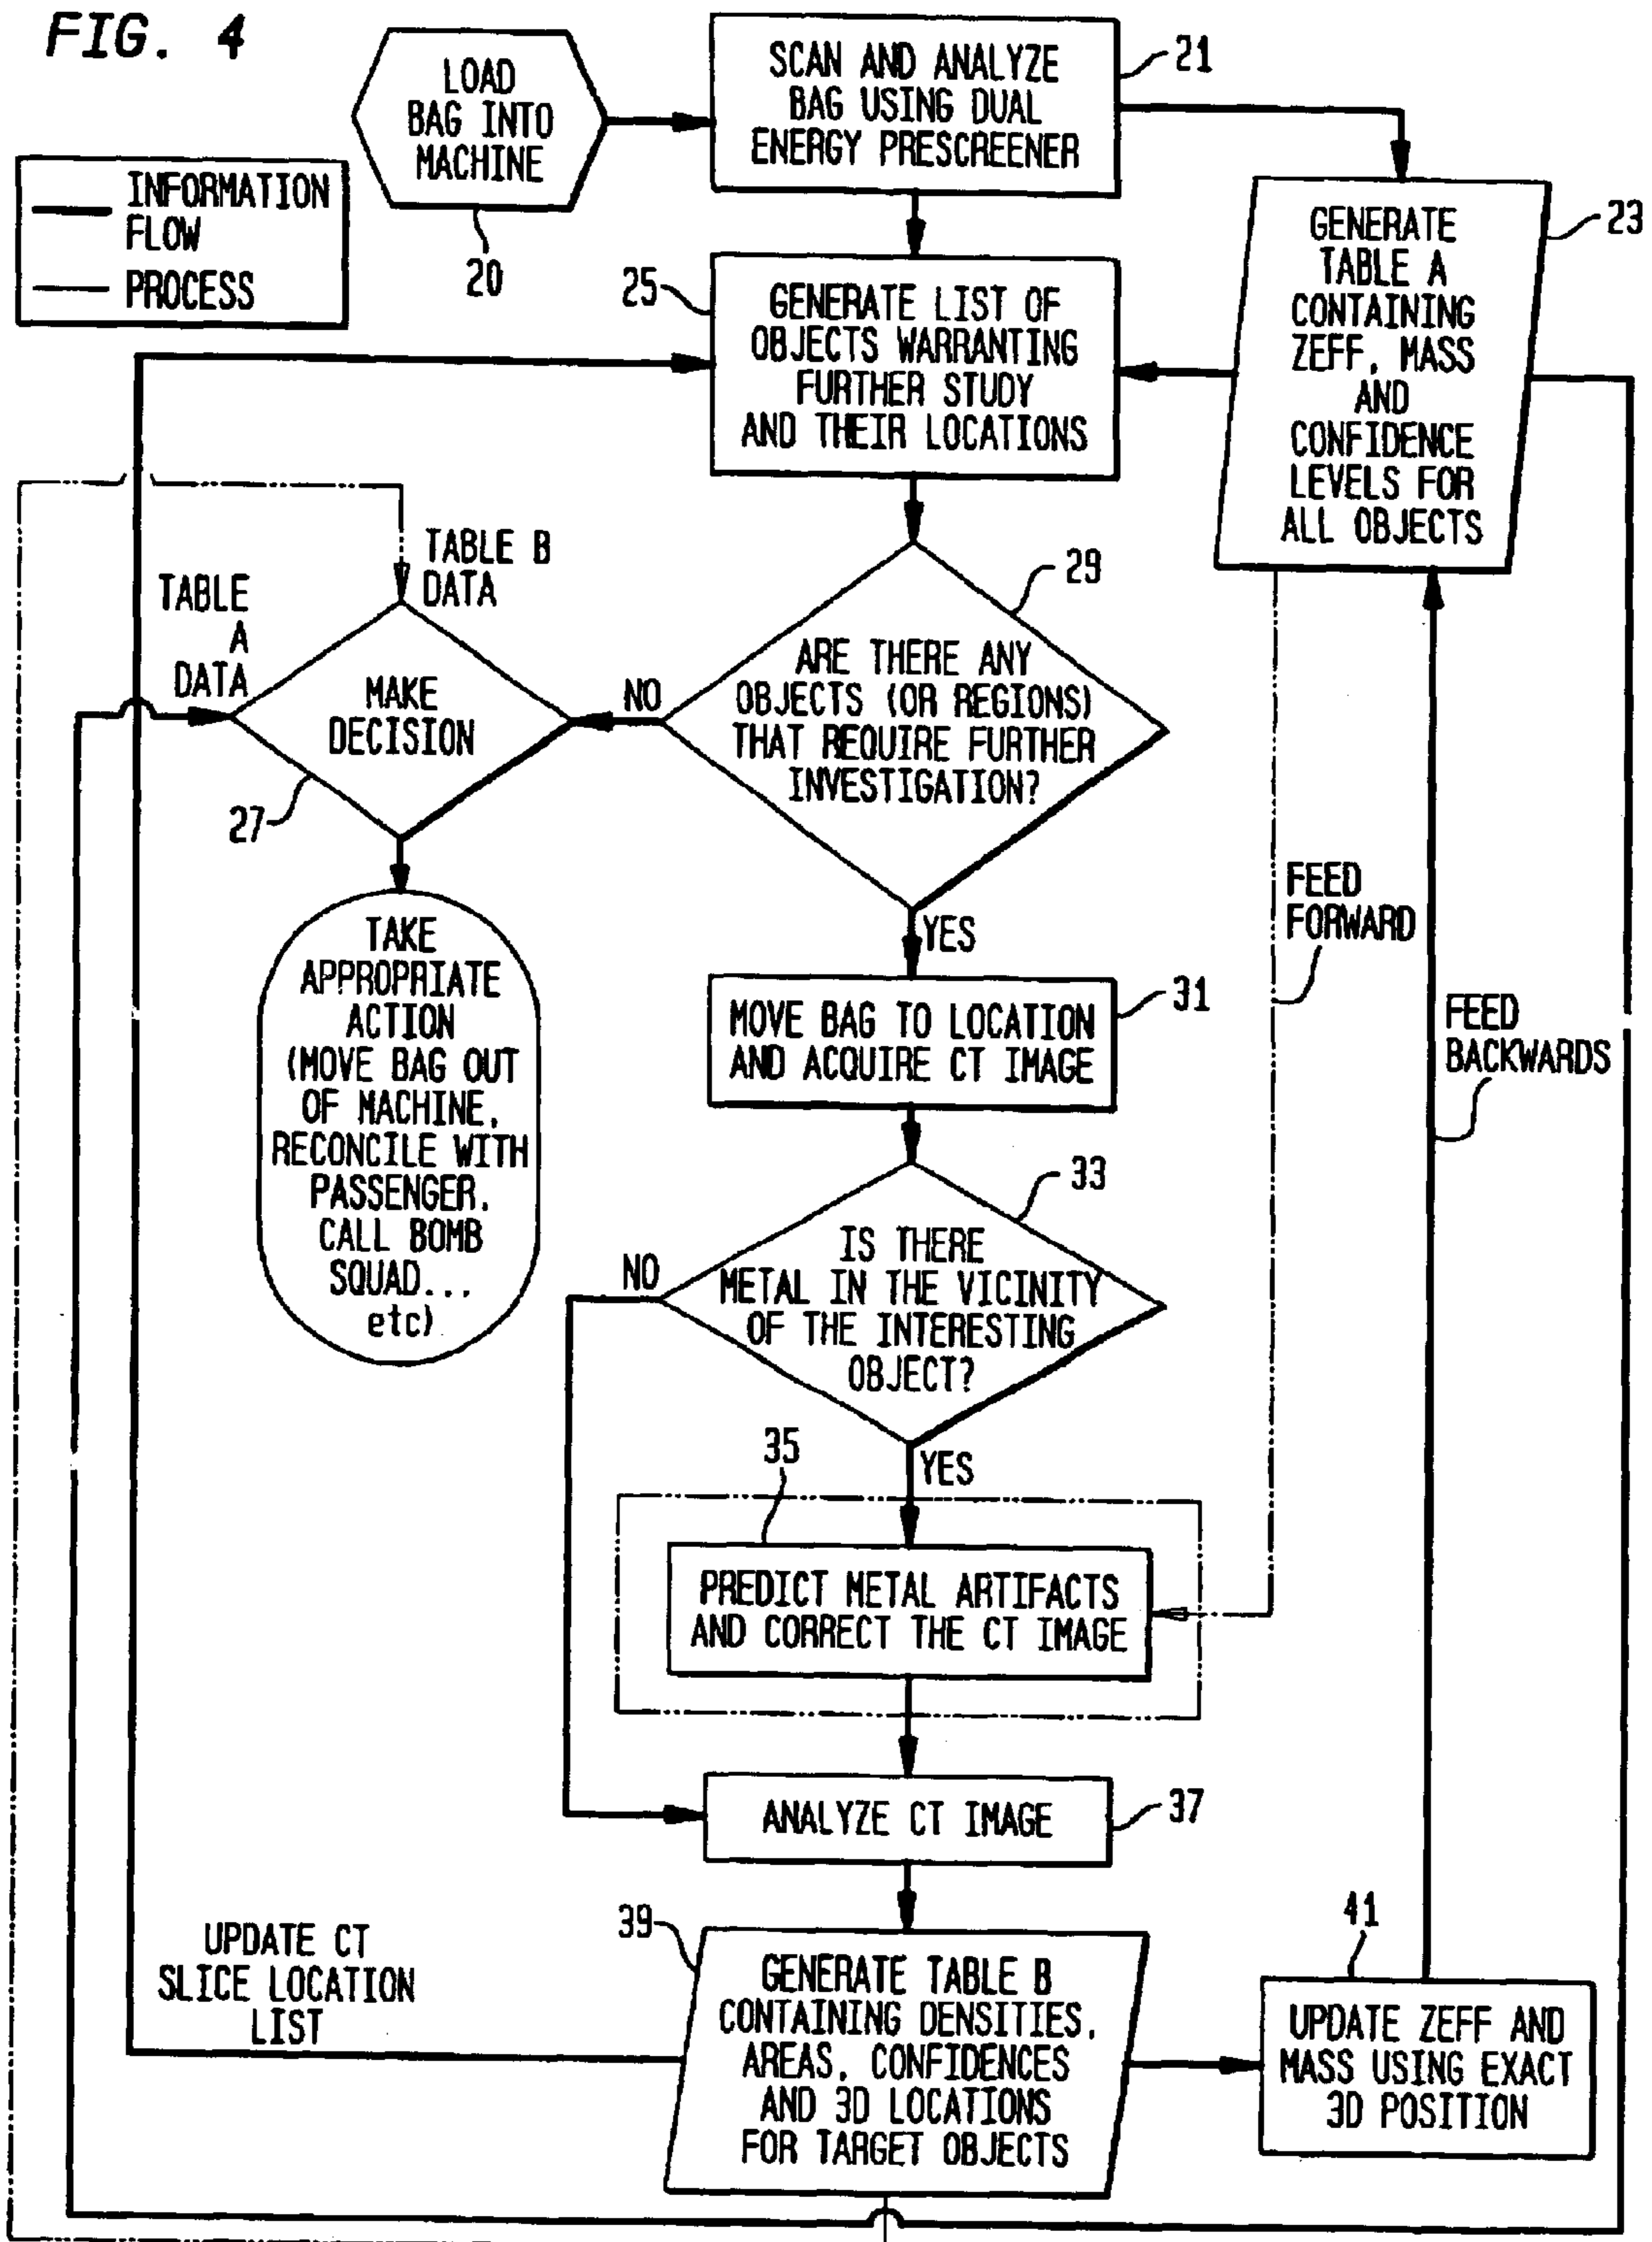 FIG. 4
LOAD
BAG INTO
MACHINE
20
SCAN AND ANALYZE
BAG USING DUAL
ENERGY PRESCREENER
21
INFORMATION
FLOW
PROCESS
GENERATE
TABLE A
CONTAINING
ZEFF, MASS
AND
CONFIDENCE
LEVELS FOR
ALL OBJECTS
23
25
GENERATE LIST OF
OBJECTS WARRANTING
FURTHER STUDY
AND THEIR LOCATIONS
TABLE B
DATA
TABLE
A
DATA
MAKE
DECISION
27
NO
29
ARE THERE ANY
OBJECTS (OR REGIONS)
THAT REQUIRE FURTHER
INVESTIGATION?
YES
FEED
FORWARD
FEED
BACKWARDS
TAKE
APPROPRIATE
ACTION
(MOVE BAG OUT
OF MACHINE,
RECONCILE WITH
PASSENGER,
CALL BOMB
SQUAD...
etc)
31
MOVE BAG TO LOCATION
AND ACQUIRE CT IMAGE
33
IS THERE
METAL IN THE VICINITY
OF THE INTERESTING
OBJECT?
NO
YES
35
PREDICT METAL ARTIFACTS
AND CORRECT THE CT IMAGE
ANALYZE CT IMAGE
37
UPDATE CT
SLICE LOCATION
LIST
39
GENERATE TABLE B
CONTAINING DENSITIES,
AREAS, CONFIDENCES
AND 3D LOCATIONS
FOR TARGET OBJECTS
41
UPDATE ZEFF AND
MASS USING EXACT
3D POSITION